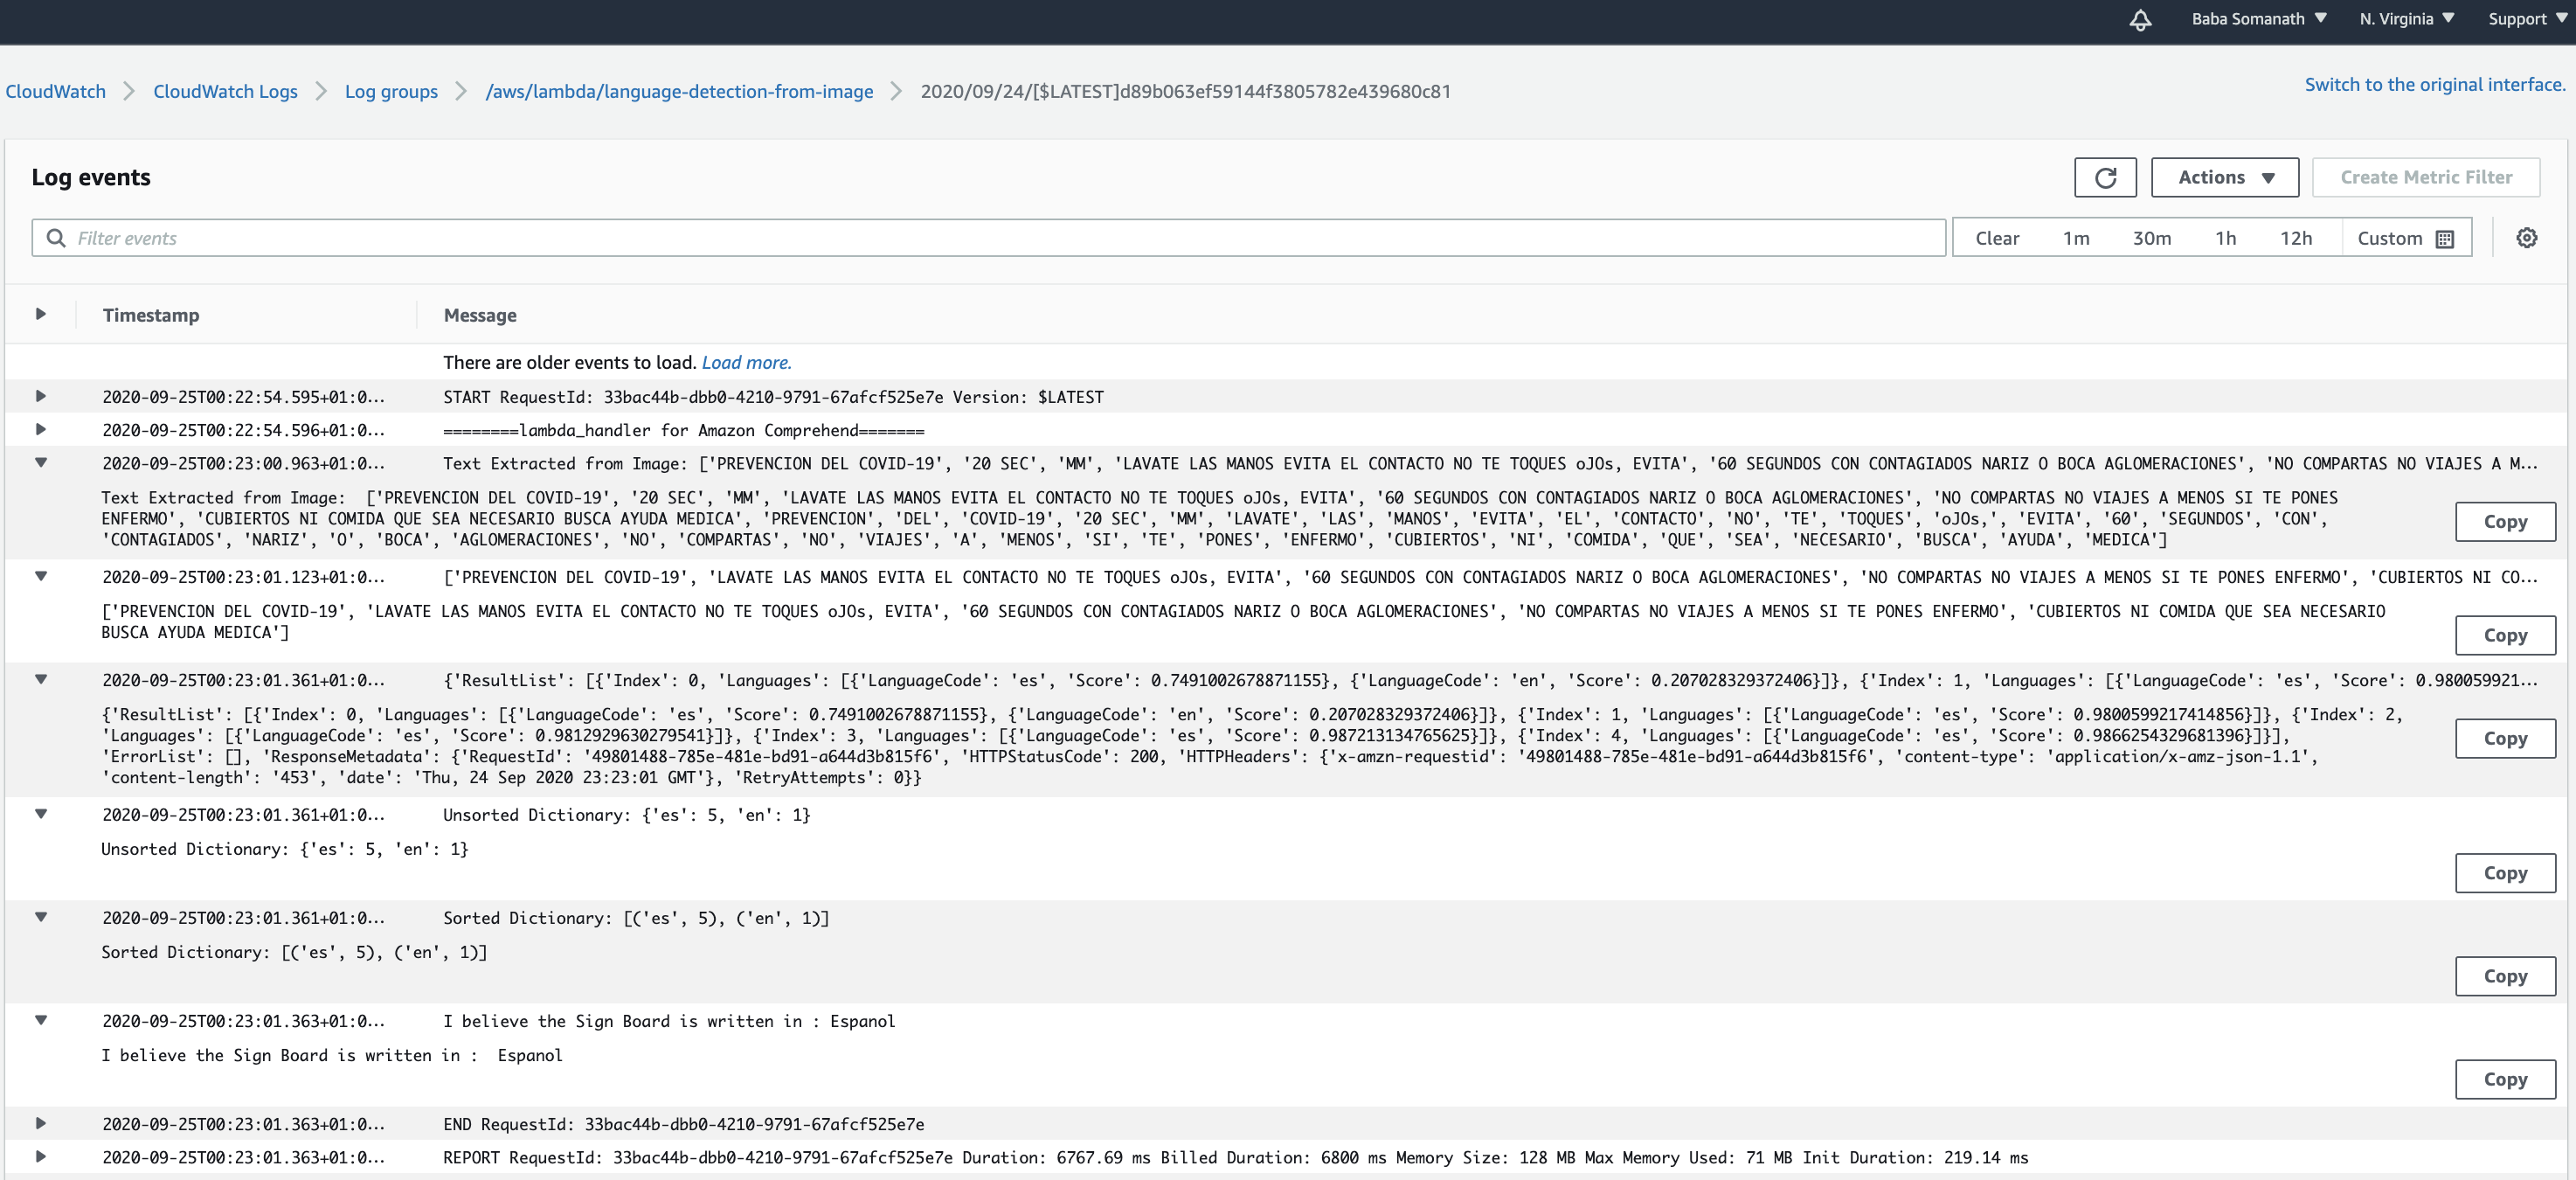 Baba Somanath N. Virginia Support
CloudWatch CloudWatch Logs Log groups /aws/lambda/language-detection-from-image 2020/09/24/[$LATEST]d89b063ef59144f3805782e439680c81 Switch to the original interface.
Log events Actions Create Metric Filter
Filter events Clear 1m 30m 1h 12h Custom
Timestamp Message
There are older events to load. Load more.
2020-09-25T00:22:54.595+01:0... START RequestId: 33bac44b-dbb0-4210-9791-67afcf525e7e Version: $LATEST
2020-09-25T00:22:54.596+01:0... ========lambda_handler for Amazon Comprehend=======
2020-09-25T00:23:00.963+01:0... Text Extracted from Image: ['PREVENCION DEL COVID-19', '20 SEC', 'MM', 'LAVATE LAS MANOS EVITA EL CONTACTO NO TE TOQUES oJOs, EVITA', '60 SEGUNDOS CON CONTAGIADOS NARIZ O BOCA AGLOMERACIONES', 'NO COMPARTAS NO VIAJES A M...
Text Extracted from Image:  ['PREVENCION DEL COVID-19', '20 SEC', 'MM', 'LAVATE LAS MANOS EVITA EL CONTACTO NO TE TOQUES oJOs, EVITA', '60 SEGUNDOS CON CONTAGIADOS NARIZ O BOCA AGLOMERACIONES', 'NO COMPARTAS NO VIAJES A MENOS SI TE PONES
ENFERMO', 'CUBIERTOS NI COMIDA QUE SEA NECESARIO BUSCA AYUDA MEDICA', 'PREVENCION', 'DEL', 'COVID-19', '20 SEC', 'MM', 'LAVATE', 'LAS', 'MANOS', 'EVITA', 'EL', 'CONTACTO', 'NO', 'TE', 'TOQUES', 'oJOs,', 'EVITA', '60', 'SEGUNDOS', 'CON',
'CONTAGIADOS', 'NARIZ', 'O', 'BOCA', 'AGLOMERACIONES', 'NO', 'COMPARTAS', 'NO', 'VIAJES', 'A', 'MENOS', 'SI', 'TE', 'PONES', 'ENFERMO', 'CUBIERTOS', 'NI', 'COMIDA', 'QUE', 'SEA', 'NECESARIO', 'BUSCA', 'AYUDA', 'MEDICA']
Copy
2020-09-25T00:23:01.123+01:0... ['PREVENCION DEL COVID-19', 'LAVATE LAS MANOS EVITA EL CONTACTO NO TE TOQUES oJOs, EVITA', '60 SEGUNDOS CON CONTAGIADOS NARIZ O BOCA AGLOMERACIONES', 'NO COMPARTAS NO VIAJES A MENOS SI TE PONES ENFERMO', 'CUBIERTOS NI CO...
['PREVENCION DEL COVID-19', 'LAVATE LAS MANOS EVITA EL CONTACTO NO TE TOQUES oJOs, EVITA', '60 SEGUNDOS CON CONTAGIADOS NARIZ O BOCA AGLOMERACIONES', 'NO COMPARTAS NO VIAJES A MENOS SI TE PONES ENFERMO', 'CUBIERTOS NI COMIDA QUE SEA NECESARIO
BUSCA AYUDA MEDICA']
Copy
2020-09-25T00:23:01.361+01:0... {'ResultList': [{'Index': 0, 'Languages': [{'LanguageCode': 'es', 'Score': 0.7491002678871155}, {'LanguageCode': 'en', 'Score': 0.207028329372406}]}, {'Index': 1, 'Languages': [{'LanguageCode': 'es', 'Score': 0.980059921...
{'ResultList': [{'Index': 0, 'Languages': [{'LanguageCode': 'es', 'Score': 0.7491002678871155}, {'LanguageCode': 'en', 'Score': 0.207028329372406}]}, {'Index': 1, 'Languages': [{'LanguageCode': 'es', 'Score': 0.9800599217414856}]}, {'Index': 2,
'Languages': [{'LanguageCode': 'es', 'Score': 0.9812929630279541}]}, {'Index': 3, 'Languages': [{'LanguageCode': 'es', 'Score': 0.987213134765625}]}, {'Index': 4, 'Languages': [{'LanguageCode': 'es', 'Score': 0.9866254329681396}]}],
'ErrorList': [], 'ResponseMetadata': {'RequestId': '49801488-785e-481e-bd91-a644d3b815f6', 'HTTPStatusCode': 200, 'HTTPHeaders': {'x-amzn-requestid': '49801488-785e-481e-bd91-a644d3b815f6', 'content-type': 'application/x-amz-json-1.1',
'content-length': '453', 'date': 'Thu, 24 Sep 2020 23:23:01 GMT'}, 'RetryAttempts': 0}}
Copy
2020-09-25T00:23:01.361+01:0... Unsorted Dictionary: {'es': 5, 'en': 1}
Unsorted Dictionary: {'es': 5, 'en': 1}
Copy
2020-09-25T00:23:01.361+01:0... Sorted Dictionary: [('es', 5), ('en', 1)]
Sorted Dictionary: [('es', 5), ('en', 1)]
Copy
2020-09-25T00:23:01.363+01:0... I believe the Sign Board is written in : Espanol
I believe the Sign Board is written in :  Espanol
Copy
2020-09-25T00:23:01.363+01:0... END RequestId: 33bac44b-dbb0-4210-9791-67afcf525e7e
2020-09-25T00:23:01.363+01:0... REPORT RequestId: 33bac44b-dbb0-4210-9791-67afcf525e7e Duration: 6767.69 ms Billed Duration: 6800 ms Memory Size: 128 MB Max Memory Used: 71 MB Init Duration: 219.14 ms